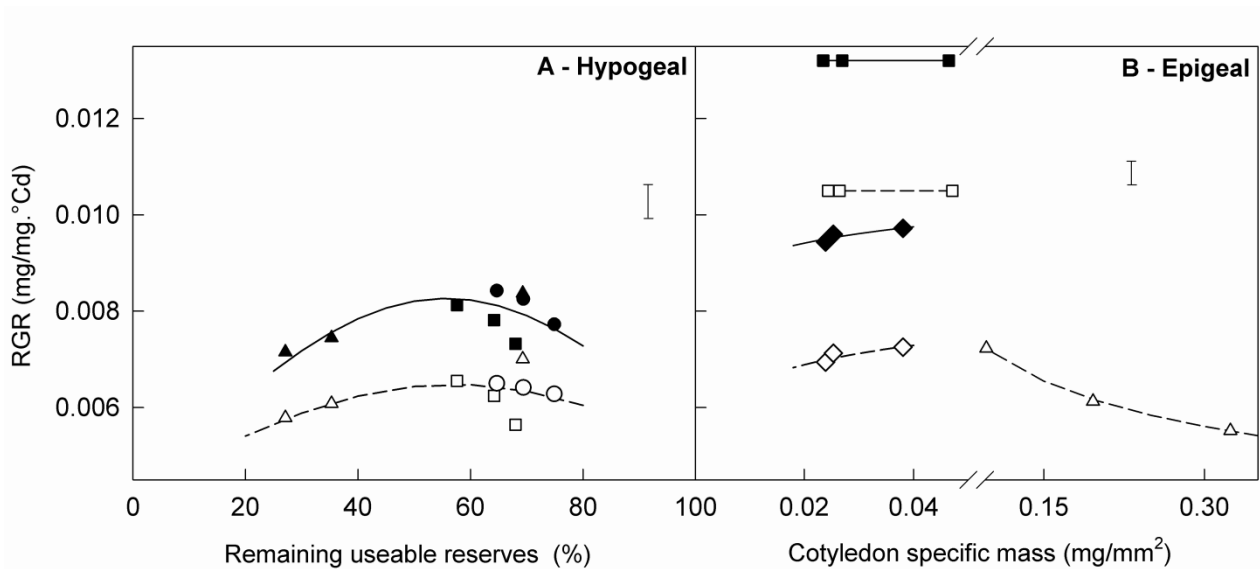 A - Hypogeal
B - Epigeal
RGR (mg/mg.°Cd)
0.012
0.010
0.008
0.006
0 20 40 60 80 100 0.02 0.04 0.15 0.30
Remaining useable reserves (%)
Cotyledon specific mass (mg/mm²)